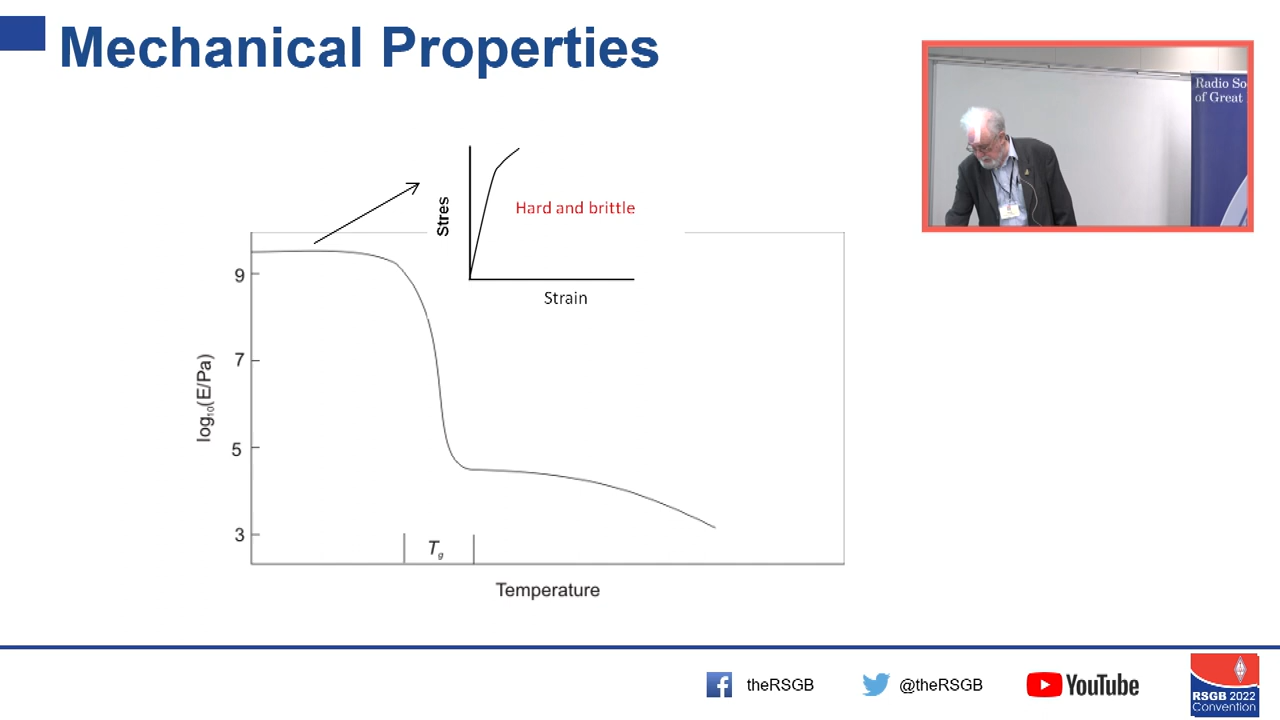 Mechanical Properties
Radio So
of Great
Stres
Hard and brittle
Strain
9
7
5
3
log₁₀(E/Pa)
Tg
Temperature
theRSGB
@theRSGB
YouTube
RSGB 2022
Convention